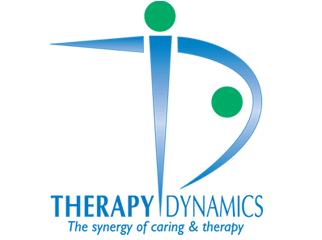 THERAPY DYNAMICS
The synergy of caring & therapy